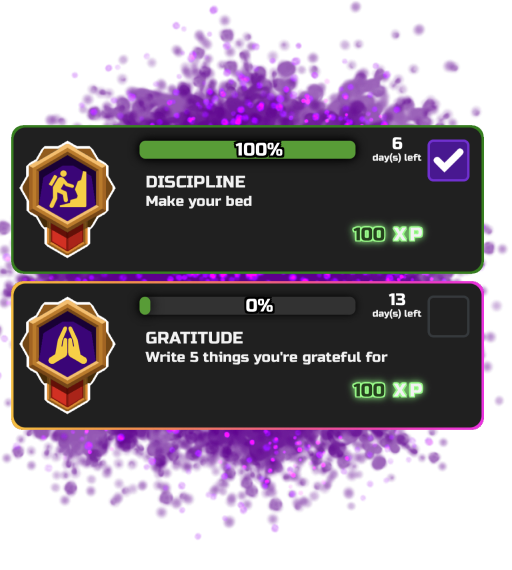 100%
6
day(s) left
DISCIPLINE
Make your bed
100 XP
0%
13
day(s) left
GRATITUDE
Write 5 things you're grateful for
100 XP